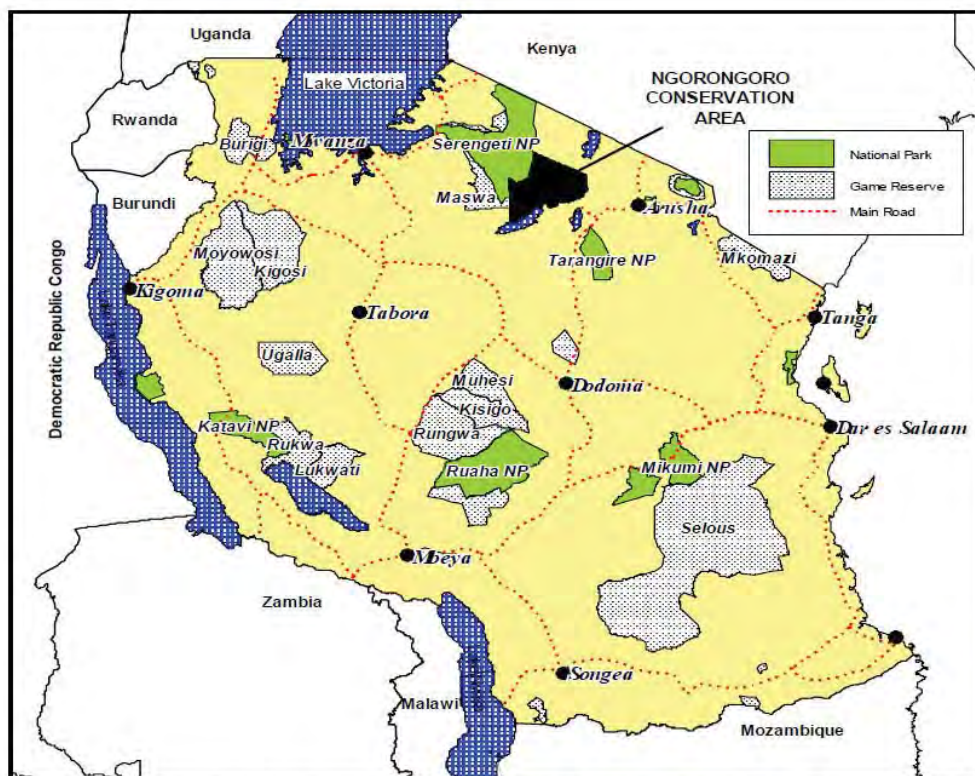 Uganda
Kenya
Lake Victoria
NGORONGORO
CONSERVATION
AREA
Rwanda
National Park
Game Reserve
Main Road
Burigi
Mwanza
Serengeti NP
Maswa
Burundi
Arusha
Moyowosi
Kigosi
Tarangire NP
Mkomazi
Democratic Republic Congo
Kigoma
Tabora
Tanga
Ugalla
Muhesi
Kisigo
Rungwa
Dodoma
Katavi NP
Rukwa
Lukwati
Ruaha NP
Mikumi NP
Dar es Salaam
Selous
Mbeya
Zambia
Songea
Malawi
Mozambique